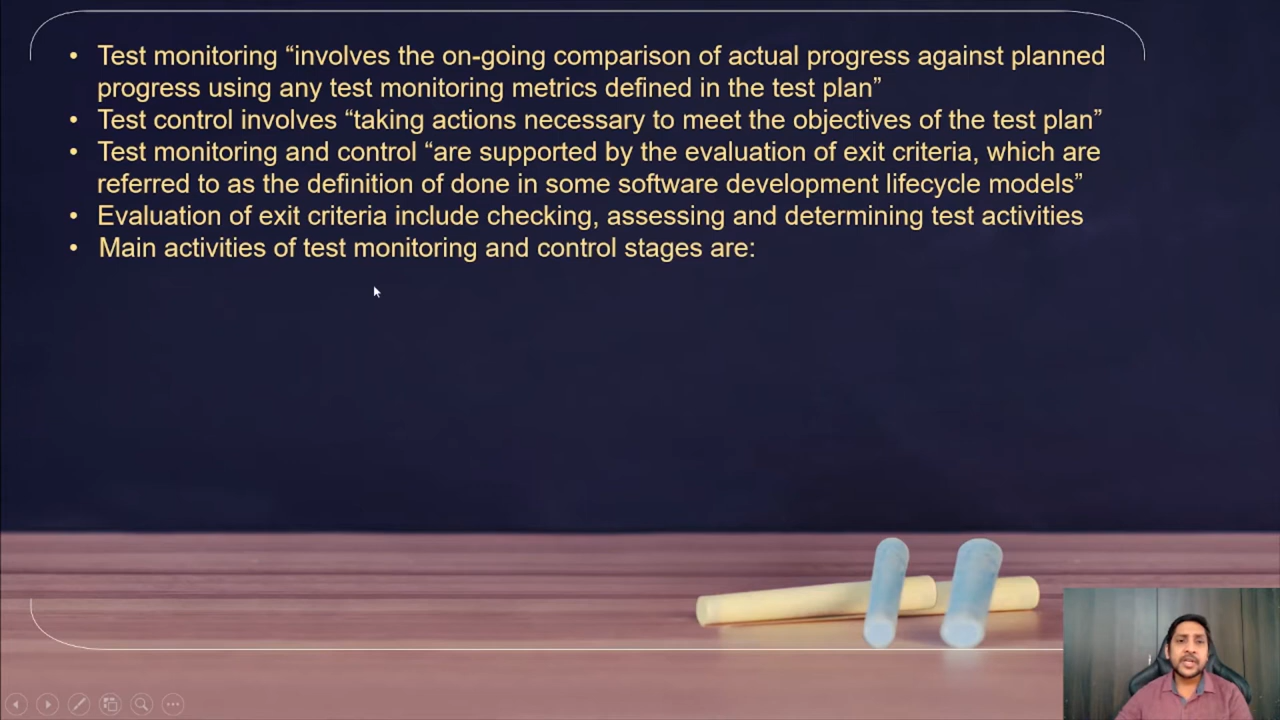 • Test monitoring “involves the on-going comparison of actual progress against planned
progress using any test monitoring metrics defined in the test plan”
• Test control involves “taking actions necessary to meet the objectives of the test plan”
• Test monitoring and control “are supported by the evaluation of exit criteria, which are
referred to as the definition of done in some software development lifecycle models”
• Evaluation of exit criteria include checking, assessing and determining test activities
• Main activities of test monitoring and control stages are: